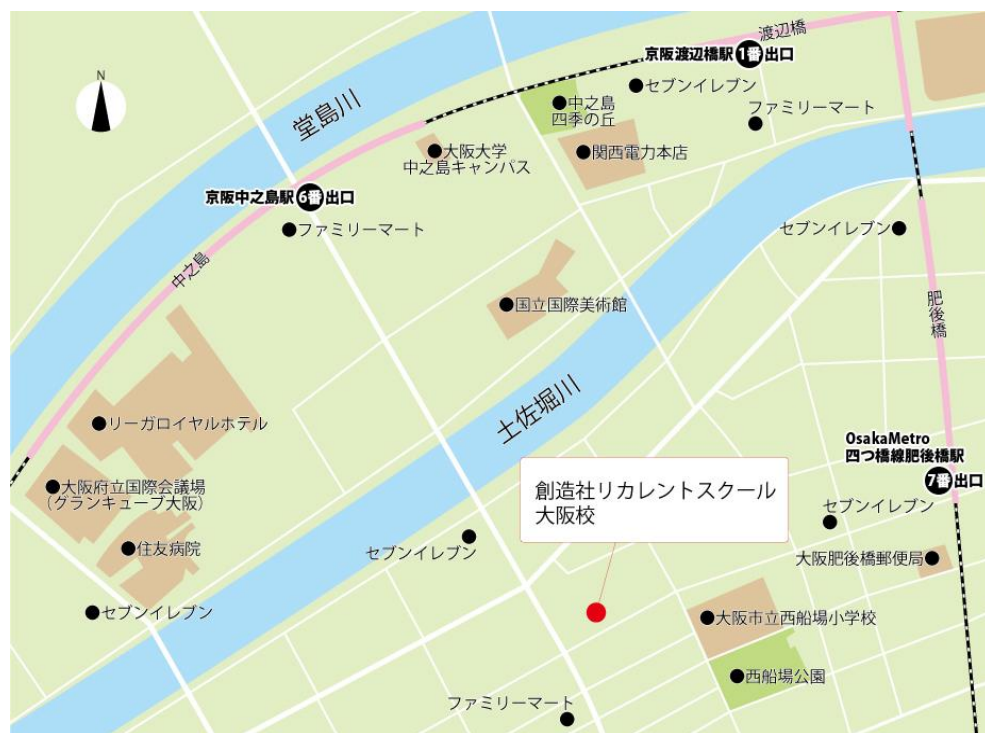 渡辺橋
京阪渡辺橋駅 1番 出口
セブンイレブン
堂島川
中之島
四季の丘
ファミリーマート
N
大阪大学
中之島キャンパス
関西電力本店
京阪中之島駅 6番 出口
ファミリーマート
セブンイレブン
中之島
国立国際美術館
肥後橋
土佐堀川
リーガロイヤルホテル
OsakaMetro
四つ橋線肥後橋駅
7番 出口
大阪府立国際会議場
(グランキューブ大阪)
創造社リカレントスクール
大阪校
セブンイレブン
住友病院
セブンイレブン
大阪肥後橋郵便局
セブンイレブン
大阪市立西船場小学校
西船場公園
ファミリーマート